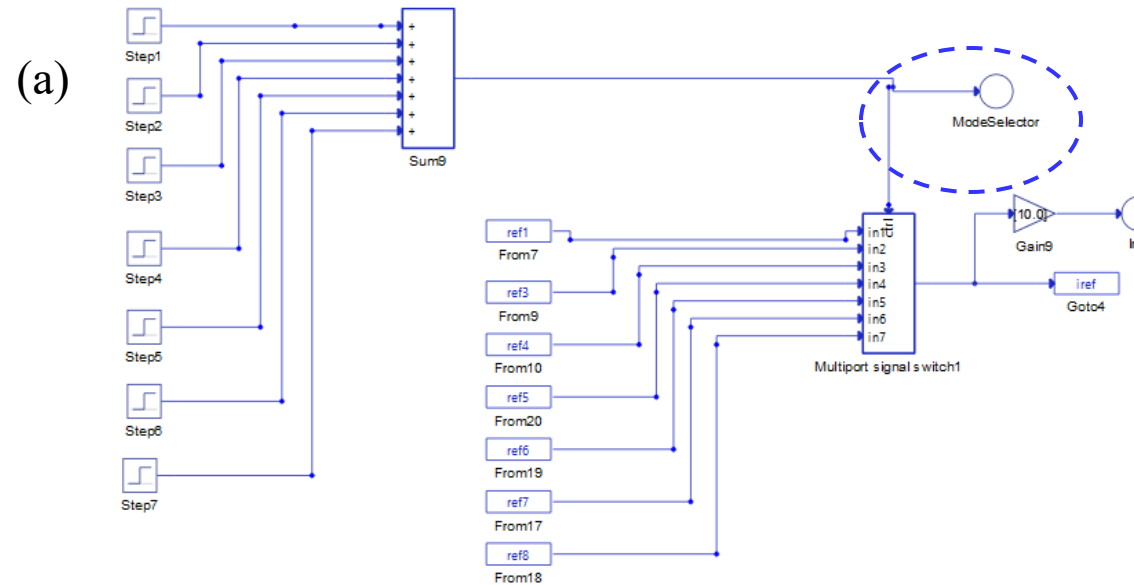 (a)
Step1
Step2
Step3
Step4
Step5
Step6
Step7
+
+
+
+
+
+
+
Sum9
ModeSelector
ref1
From7
ref3
From9
ref4
From10
ref5
From20
ref6
From19
ref7
From17
ref8
From18
ctrl
in1
in2
in3
in4
in5
in6
in7
Multiport signal switch1
[10.0]
Gain9
iref
Goto4